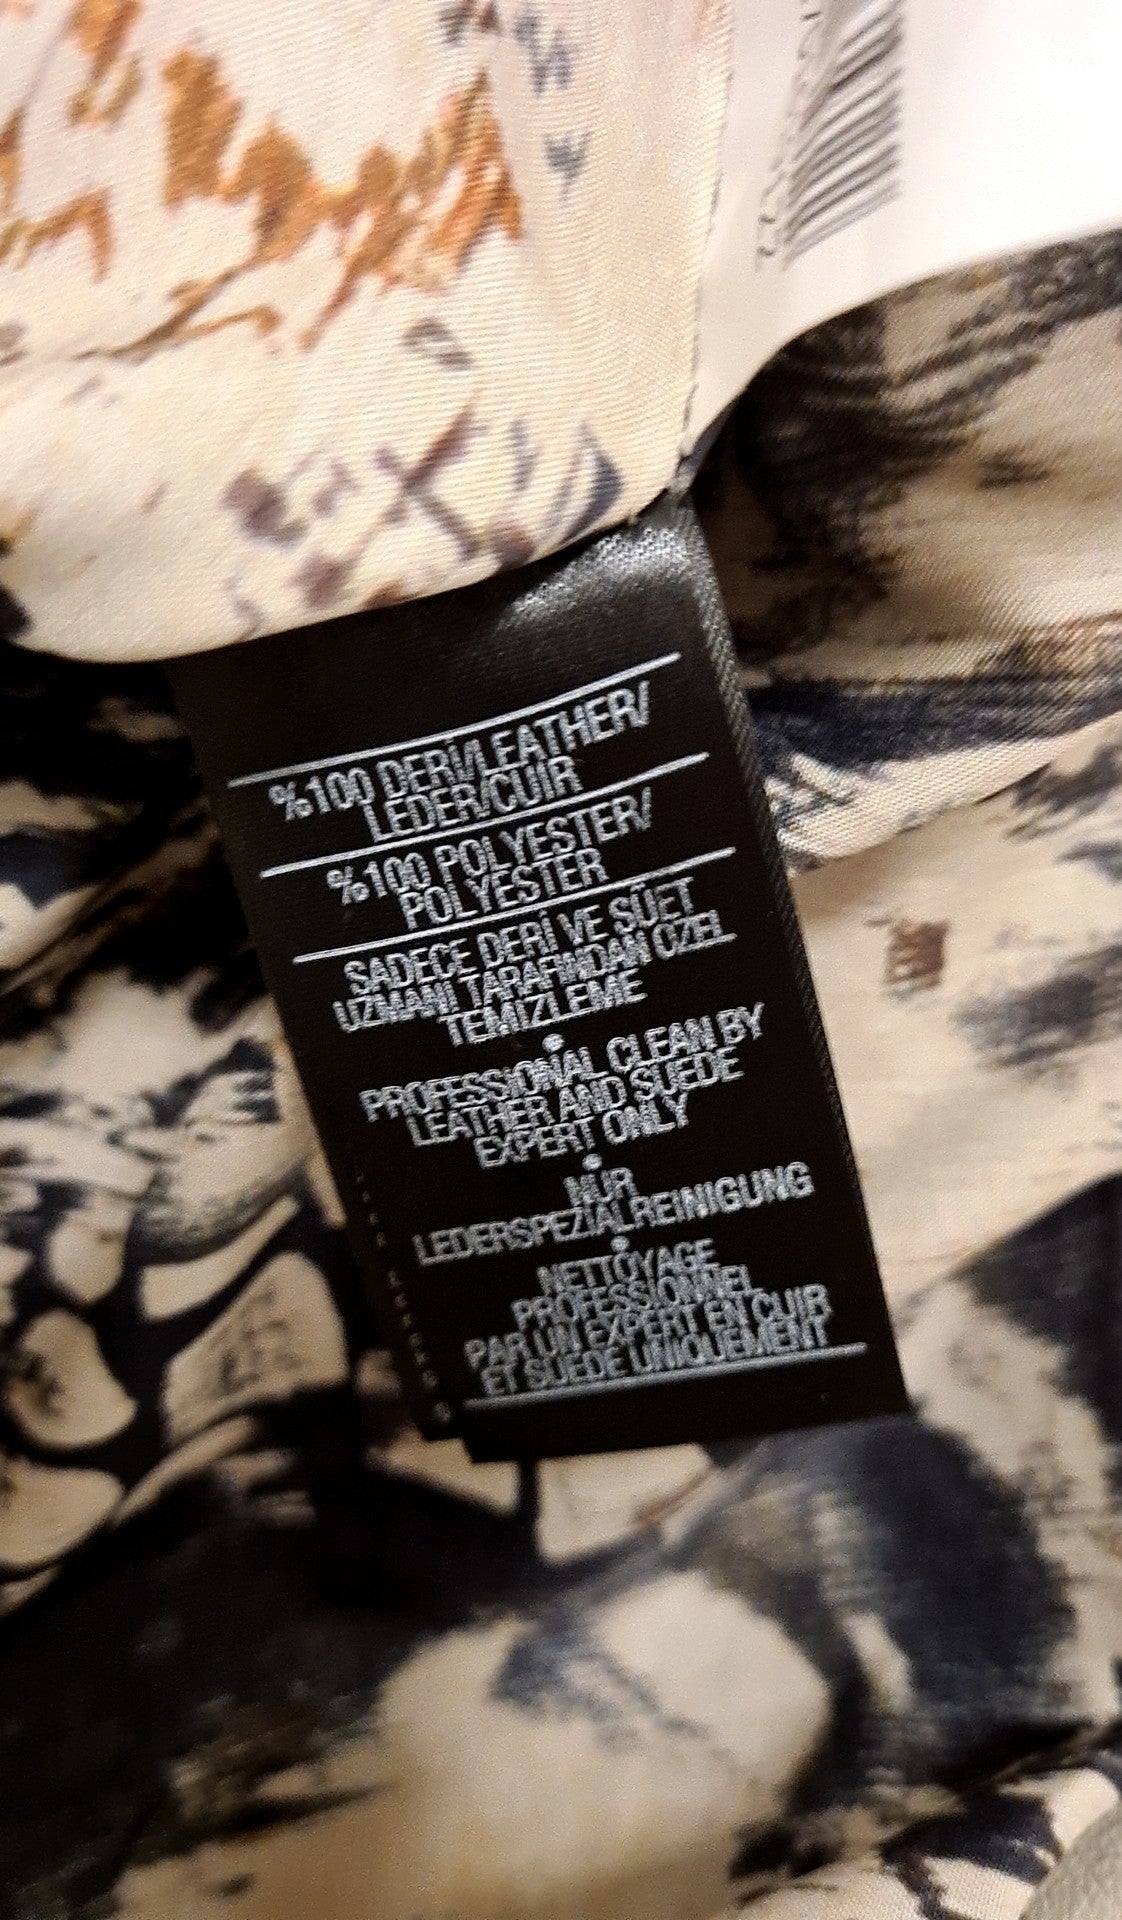 %100 DERİ/LEATHER/
LEDER/CUIR
%100 POLYESTER/
POLYESTER
SADECE DERİ VE SÜET
UZMANI TARAFINDAN ÖZEL
TEMİZLEME
•
PROFESSIONAL CLEAN BY
LEATHER AND SUEDE
EXPERT ONLY
•
NUR
LEDERSPEZIALREINIGUNG
•
NETTOYAGE
PROFESSIONNEL
PAR UN EXPERT EN CUIR
ET SUEDE UNIQUEMENT